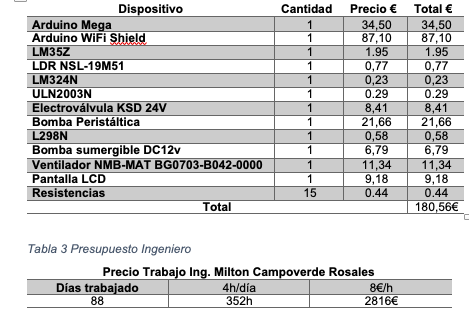 Dispositivo Cantidad Precio € Total €
Arduino Mega 1 34,50 34,50
Arduino WiFi Shield 1 87,10 87,10
LM35Z 1 1.95 1.95
LDR NSL-19M51 1 0,77 0,77
LM324N 1 0,23 0,23
ULN2003N 1 0.29 0.29
Electroválvula KSD 24V 1 8,41 8,41
Bomba Peristáltica 1 21,66 21,66
L298N 1 0,58 0,58
Bomba sumergible DC12v 1 6,79 6,79
Ventilador NMB-MAT BG0703-B042-0000 1 11,34 11,34
Pantalla LCD 1 9,18 9,18
Resistencias 15 0.44 0.44
Total 180,56€
Tabla 3 Presupuesto Ingeniero
Precio Trabajo Ing. Milton Campoverde Rosales
Días trabajado 4h/día 8€/h
88 352h 2816€